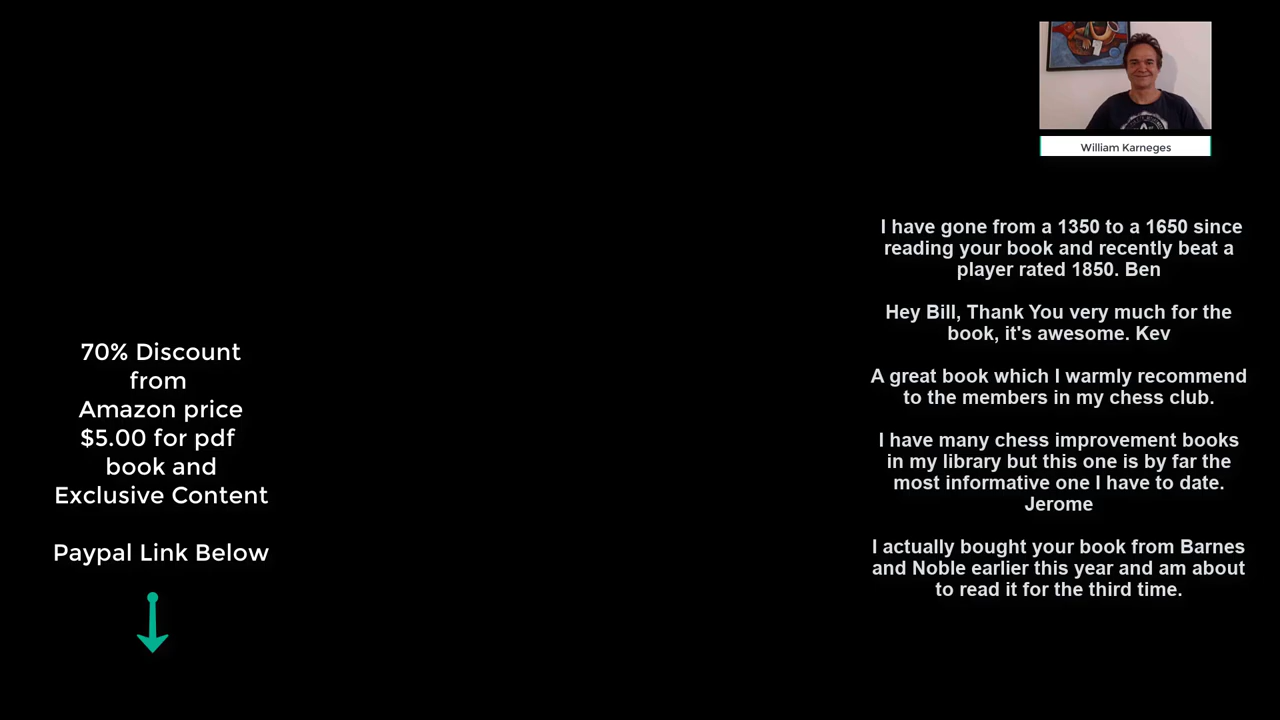 William Karneges
I have gone from a 1350 to a 1650 since
reading your book and recently beat a
player rated 1850. Ben
Hey Bill, Thank You very much for the
book, it's awesome. Kev
A great book which I warmly recommend
to the members in my chess club.
I have many chess improvement books
in my library but this one is by far the
most informative one I have to date.
Jerome
I actually bought your book from Barnes
and Noble earlier this year and am about
to read it for the third time.
70% Discount
from
Amazon price
$5.00 for pdf
book and
Exclusive Content
Paypal Link Below